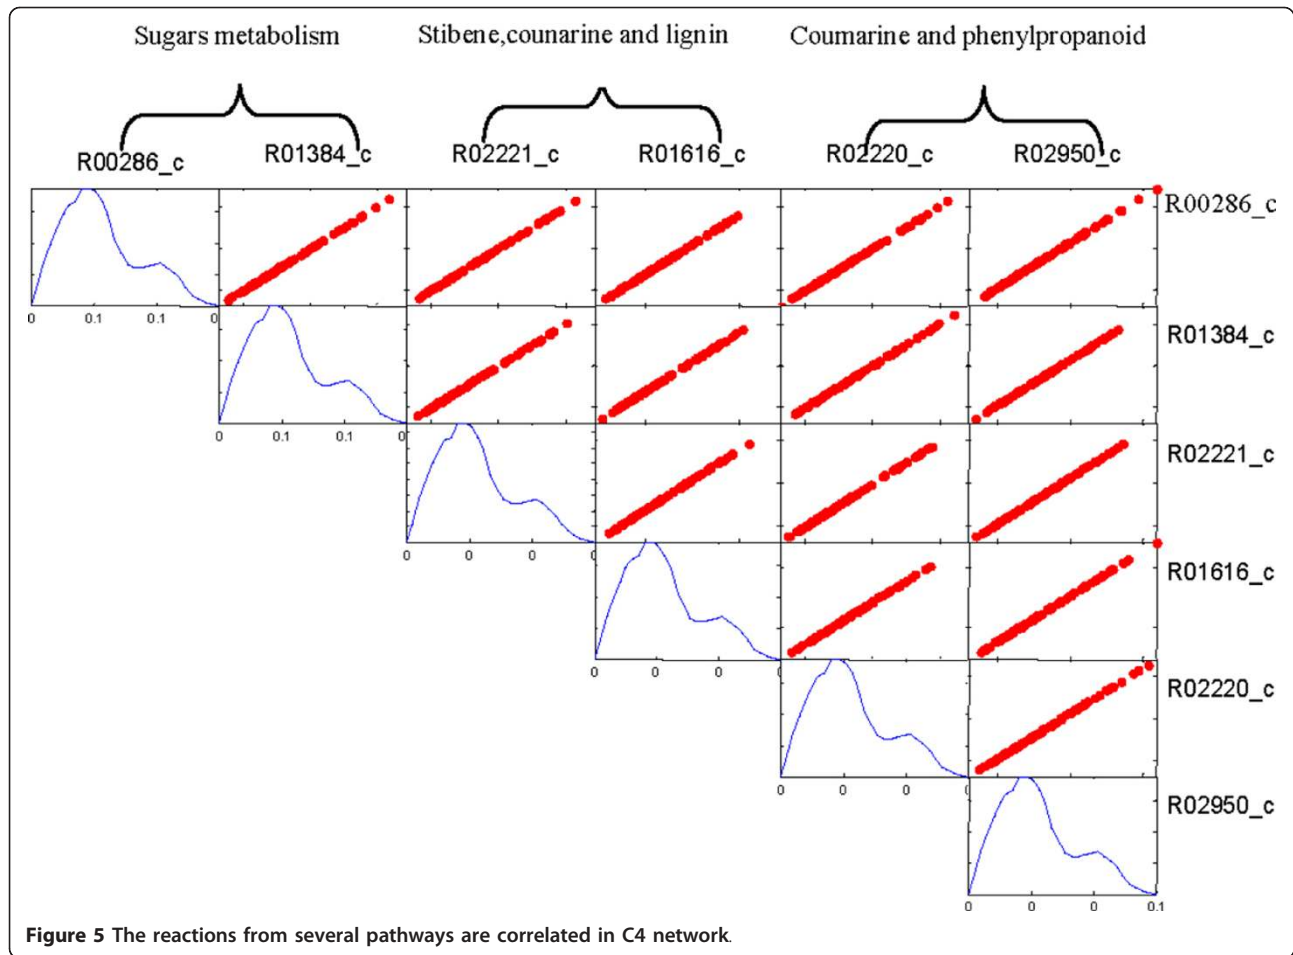 Sugars metabolism Stibene,counarine and lignin Coumarine and phenylpropanoid
R00286_c R01384_c R02221_c R01616_c R02220_c R02950_c
R00286_c
0 0.1 0.1 0
R01384_c
0 0.1 0.1 0
R02221_c
0 0 0 0
R01616_c
0 0 0 0
R02220_c
0 0 0 0
R02950_c
0 0 0 0.1
Figure 5 The reactions from several pathways are correlated in C4 network.